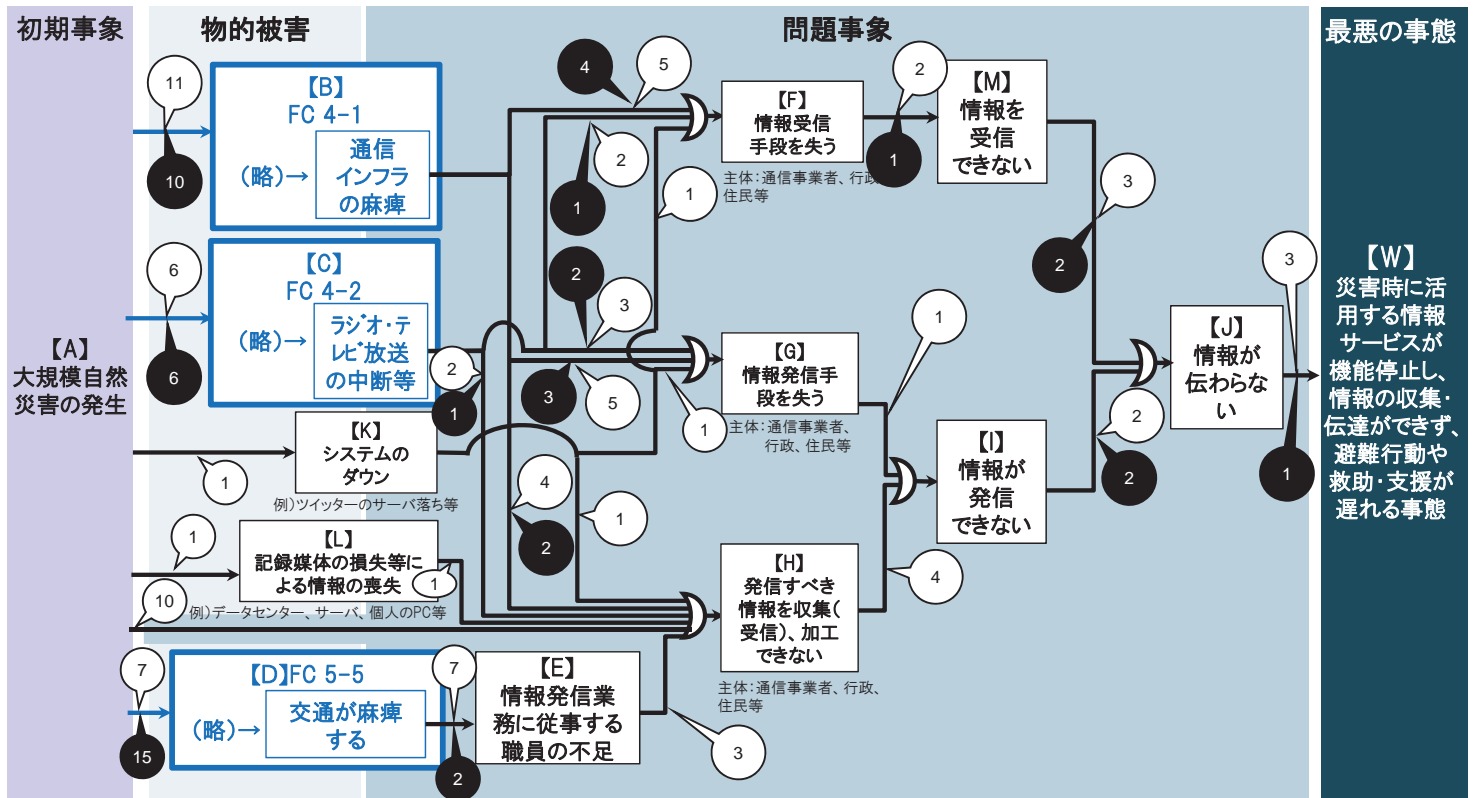 初期事象
物的被害
問題事象
最悪の事態
【A】
大規模自然
災害の発生
11
10
【B】
FC 4-1
(略)→
通信
インフラ
の麻痺
6
6
【C】
FC 4-2
(略)→
ラジオ・テ
レビ放送
の中断等
1
【K】
システムの
ダウン
例)ツイッターのサーバ落ち等
1
【L】
記録媒体の損失等に
よる情報の喪失
1
例)データセンター、サーバ、個人のPC等
10
7
15
【D】FC 5-5
(略)→
交通が麻痺
する
7
2
【E】
情報発信業
務に従事する
職員の不足
3
4
5
2
1
1
2
3
3
5
1
2
1
4
2
1
【F】
情報受信
手段を失う
主体:通信事業者、行政、
住民等
2
1
【M】
情報を
受信
できない
3
2
【G】
情報発信手
段を失う
主体:通信事業者、
行政、住民等
1
【H】
発信すべき
情報を収集(
受信)、加工
できない
主体:通信事業者、行政、
住民等
4
【I】
情報が
発信
できない
2
2
【J】
情報が
伝わらな
い
3
1
【W】
災害時に活
用する情報
サービスが
機能停止し、
情報の収集・
伝達ができず、
避難行動や
救助・支援が
遅れる事態